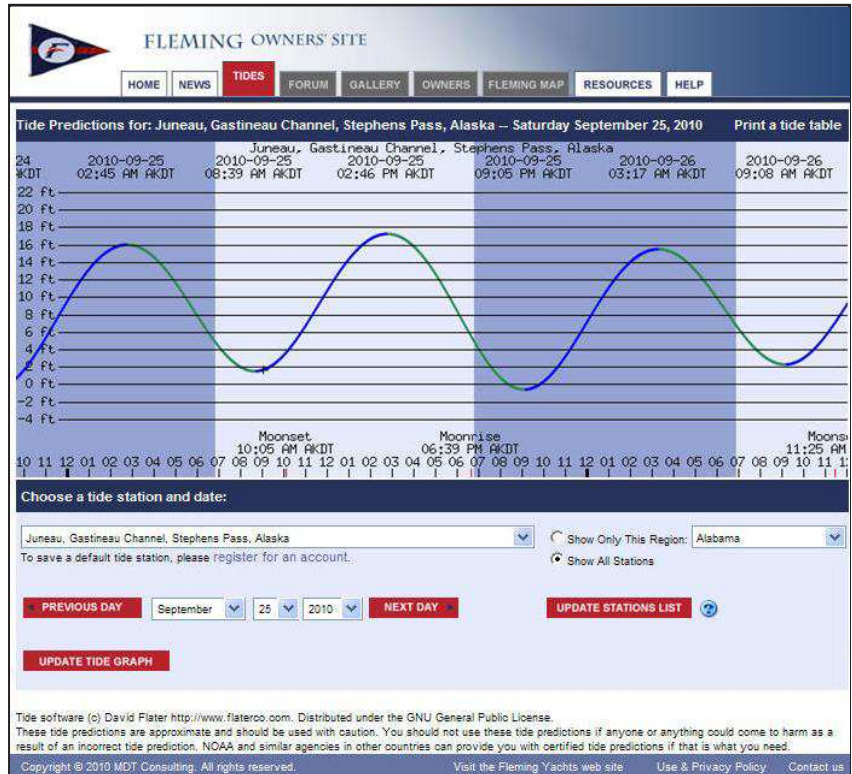 FLEMING OWNERS' SITE
HOME NEWS TIDES FORUM GALLERY OWNERS FLEMING MAP RESOURCES HELP
Tide Predictions for: Juneau, Gastineau Channel, Stephens Pass, Alaska -- Saturday September 25, 2010 Print a tide table
Juneau, Gastineau Channel, Stephens Pass, Alaska
24 2010-09-25 2010-09-25 2010-09-25 2010-09-25 2010-09-26 2010-09-26
AKDT 02:45 AM AKDT 08:39 AM AKDT 02:46 PM AKDT 09:05 PM AKDT 03:17 AM AKDT 09:08 AM AKDT
22 ft
20 ft
18 ft
16 ft
14 ft
12 ft
10 ft
8 ft
6 ft
4 ft
2 ft
0 ft
-2 ft
-4 ft
Moonset Moonrise Moons
10:05 AM AKDT 06:39 PM AKDT 11:25 AM
10 11 12 01 02 03 04 05 06 07 08 09 10 11 12 01 02 03 04 05 06 07 08 09 10 11 12 01 02 03 04 05 06 07 08 09 10 11 1
Choose a tide station and date:
Juneau, Gastineau Channel, Stephens Pass, Alaska Show Only This Region: Alabama
To save a default tide station, please register for an account. Show All Stations
PREVIOUS DAY September 25 2010 NEXT DAY UPDATE STATIONS LIST ?
UPDATE TIDE GRAPH
Tide software (c) David Flater http://www.flaterco.com. Distributed under the GNU General Public License.
These tide predictions are approximate and should be used with caution. You should not use these tide predictions if anyone or anything could come to harm as a
result of an incorrect tide prediction. NOAA and similar agencies in other countries can provide you with certified tide predictions if that is what you need.
Copyright © 2010 MDT Consulting. All rights reserved. Visit the Fleming Yachts web site Use & Privacy Policy Contact us